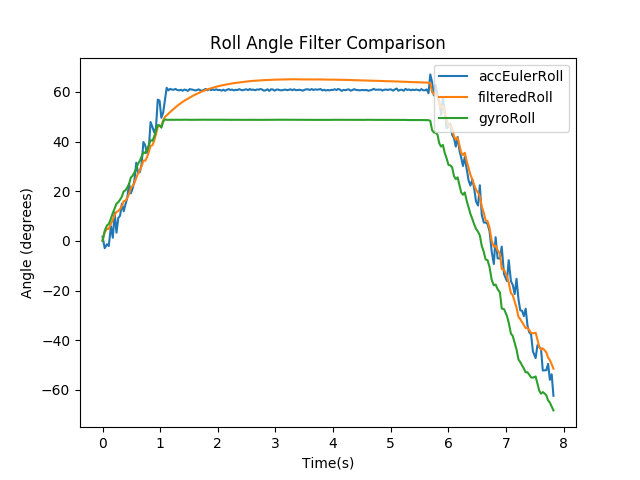 Roll Angle Filter Comparison
accEulerRoll
filteredRoll
gyroRoll
60
40
20
0
−20
−40
−60
Angle (degrees)
0 1 2 3 4 5 6 7 8
Time(s)